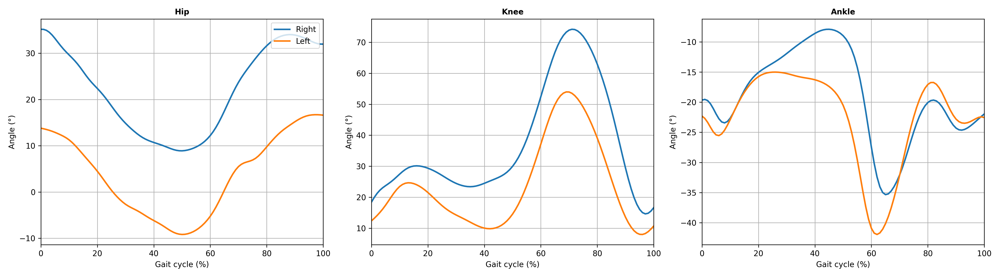 Hip
Right
Left
Angle (°)
30
20
10
0
−10
0 20 40 60 80 100
Gait cycle (%)
Knee
Angle (°)
70
60
50
40
30
20
10
0 20 40 60 80 100
Gait cycle (%)
Ankle
Angle (°)
−10
−15
−20
−25
−30
−35
−40
0 20 40 60 80 100
Gait cycle (%)